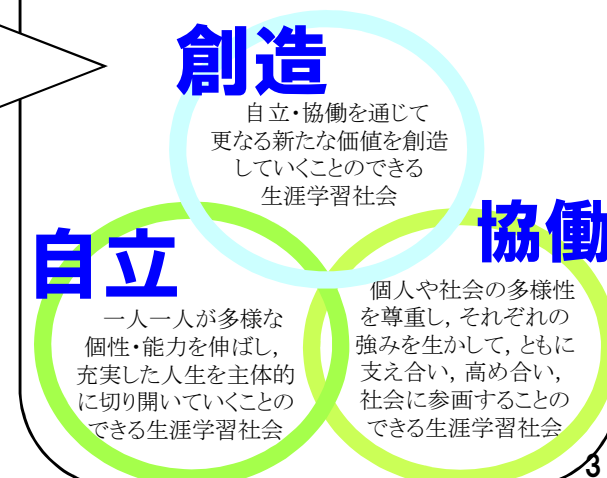 創造
自立・協働を通じて
更なる新たな価値を創造
していくことのできる
生涯学習社会
自立
一人一人が多様な
個性・能力を伸ばし,
充実した人生を主体的
に切り開いていくことの
できる生涯学習社会
協働
個人や社会の多様性
を尊重し, それぞれの
強みを生かして, ともに
支え合い, 高め合い,
社会に参画することの
できる生涯学習社会
3